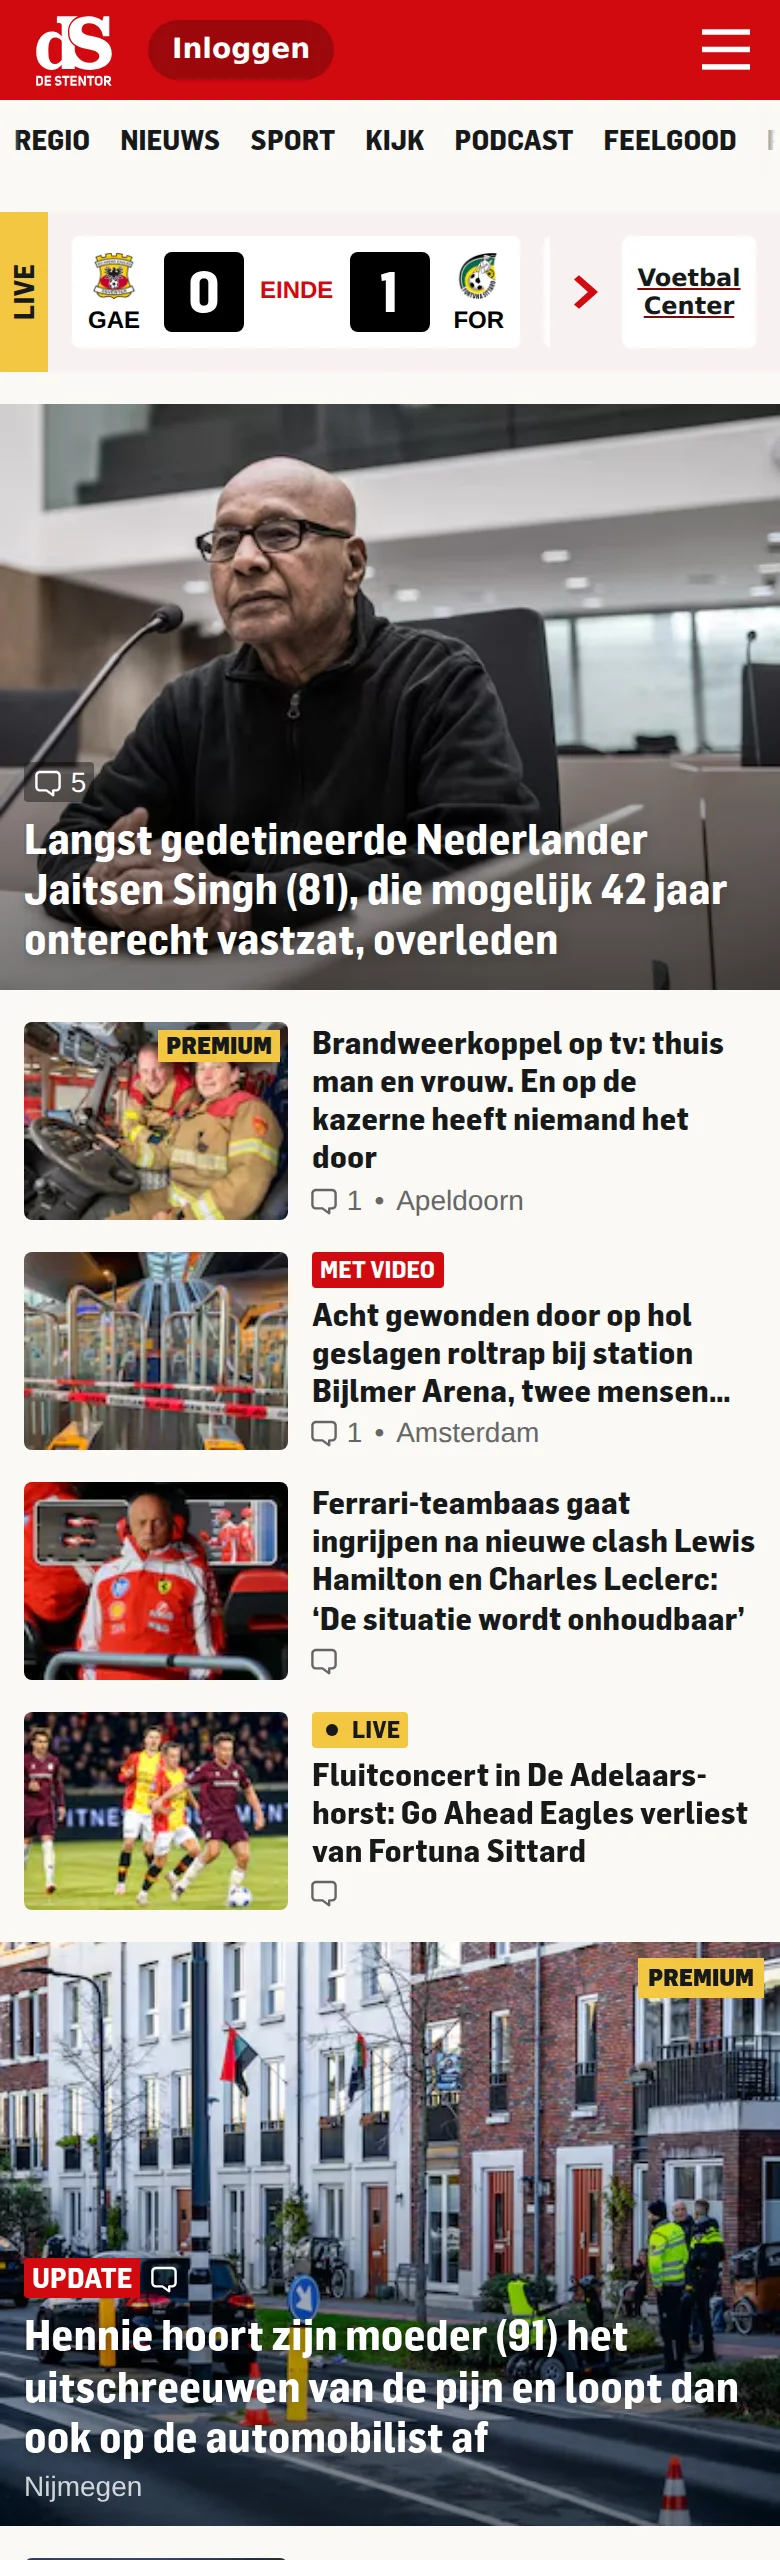 dS
DE STENTOR
Inloggen
REGIO NIEUWS SPORT KIJK PODCAST FEELGOOD
LIVE
GAE
0
EINDE
1
FOR
Voetbal
Center
5
Langst gedetineerde Nederlander
Jaitsen Singh (81), die mogelijk 42 jaar
onterecht vastzat, overleden
PREMIUM
Brandweerkoppel op tv: thuis
man en vrouw. En op de
kazerne heeft niemand het
door
1 • Apeldoorn
MET VIDEO
Acht gewonden door op hol
geslagen roltrap bij station
Bijlmer Arena, twee mensen...
1 • Amsterdam
Ferrari-teambaas gaat
ingrijpen na nieuwe clash Lewis
Hamilton en Charles Leclerc:
‘De situatie wordt onhoudbaar’
LIVE
Fluitconcert in De Adelaars-
horst: Go Ahead Eagles verliest
van Fortuna Sittard
PREMIUM
UPDATE
Hennie hoort zijn moeder (91) het
uitschreeuwen van de pijn en loopt dan
ook op de automobilist af
Nijmegen